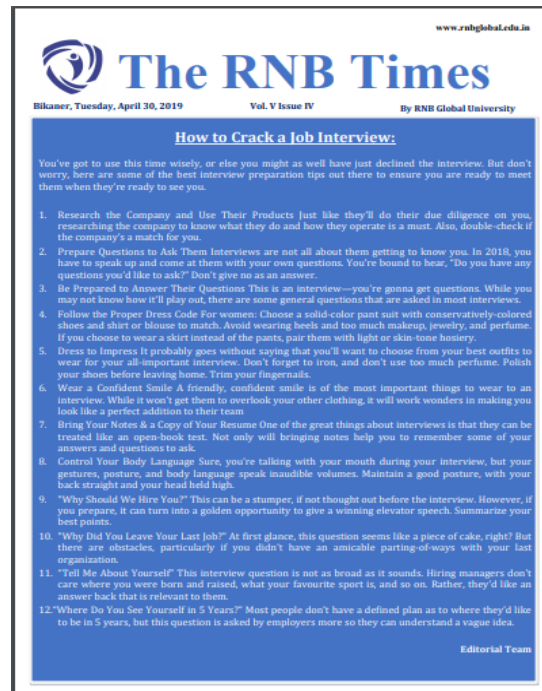 www.rnbglobal.edu.in
The RNB Times
Bikaner, Tuesday, April 30, 2019 Vol. V Issue IV By RNB Global University
How to Crack a Job Interview:
You've got to use this time wisely, or else you might as well have just declined the interview. But don't
worry, here are some of the best interview preparation tips out there to ensure you are ready to meet
them when they're ready to see you.
1. Research the Company and Use Their Products Just like they'll do their due diligence on you,
researching the company to know what they do and how they operate is a must. Also, double-check if
the company's a match for you.
2. Prepare Questions to Ask Them Interviews are not all about them getting to know you. In 2018, you
have to speak up and come at them with your own questions. You're bound to hear, "Do you have any
questions you'd like to ask?" Don't give no as an answer.
3. Be Prepared to Answer Their Questions This is an interview—you're gonna get questions. While you
may not know how it'll play out, there are some general questions that are asked in most interviews.
4. Follow the Proper Dress Code For women: Choose a solid-color pant suit with conservatively-colored
shoes and shirt or blouse to match. Avoid wearing heels and too much makeup, jewelry, and perfume.
If you choose to wear a skirt instead of the pants, pair them with light or skin-tone hosiery.
5. Dress to Impress It probably goes without saying that you'll want to choose from your best outfits to
wear for your all-important interview. Don't forget to iron, and don't use too much perfume. Polish
your shoes before leaving home. Trim your fingernails.
6. Wear a Confident Smile A friendly, confident smile is of the most important things to wear to an
interview. While it won't get them to overlook your other clothing, it will work wonders in making you
look like a perfect addition to their team
7. Bring Your Notes & a Copy of Your Resume One of the great things about interviews is that they can be
treated like an open-book test. Not only will bringing notes help you to remember some of your
answers and questions to ask.
8. Control Your Body Language Sure, you're talking with your mouth during your interview, but your
gestures, posture, and body language speak inaudible volumes. Maintain a good posture, with your
back straight and your head held high.
9. "Why Should We Hire You?" This can be a stumper, if not thought out before the interview. However, if
you prepare, it can turn into a golden opportunity to give a winning elevator speech. Summarize your
best points.
10. "Why Did You Leave Your Last Job?" At first glance, this question seems like a piece of cake, right? But
there are obstacles, particularly if you didn't have an amicable parting-of-ways with your last
organization.
11. "Tell Me About Yourself" This interview question is not as broad as it sounds. Hiring managers don't
care where you were born and raised, what your favourite sport is, and so on. Rather, they'd like an
answer back that is relevant to them.
12."Where Do You See Yourself in 5 Years?" Most people don't have a defined plan as to where they'd like
to be in 5 years, but this question is asked by employers more so they can understand a vague idea.
Editorial Team